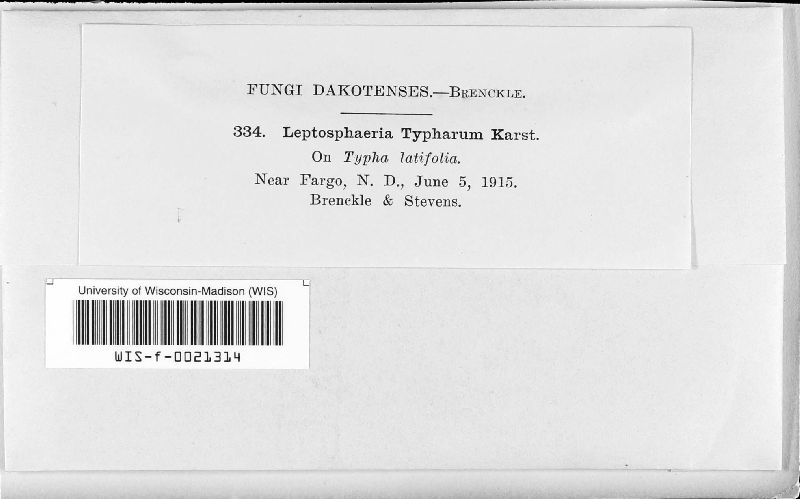 FUNGI DAKOTENSES.—BRENCKLE.
334. Leptosphaeria Typharum Karst.
On Typha latifolia.
Near Fargo, N. D., June 5, 1915.
Brenckle & Stevens.
University of Wisconsin-Madison (WIS)
WIS-f-0021314